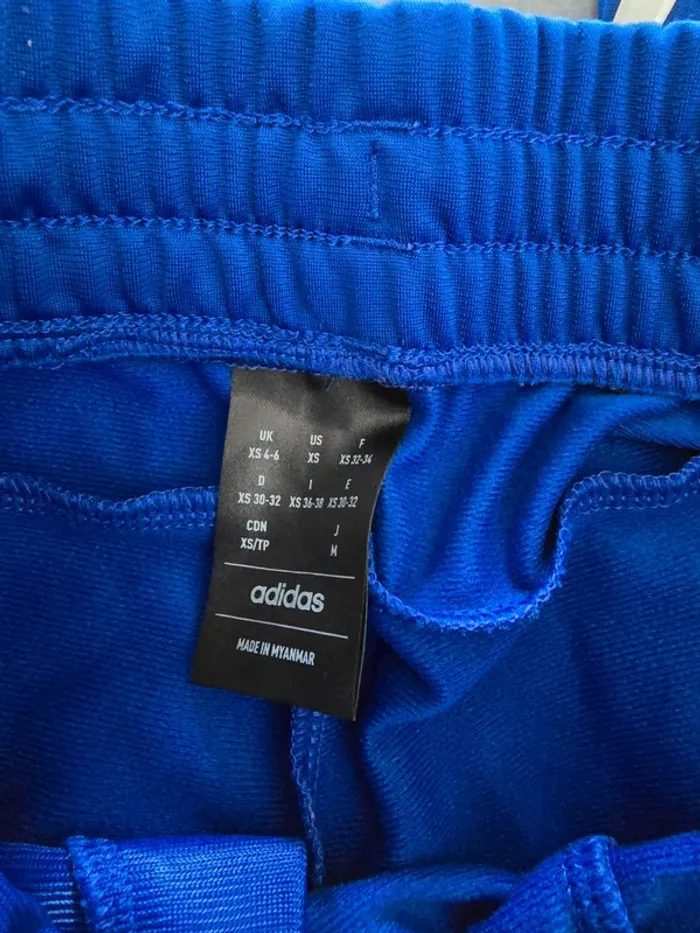 UK US F
XS 4-6 XS XS 32-34
D I E
XS 30-32 XS 36-38 XS 30-32
CDN J
XS/TP M
adidas
MADE IN MYANMAR